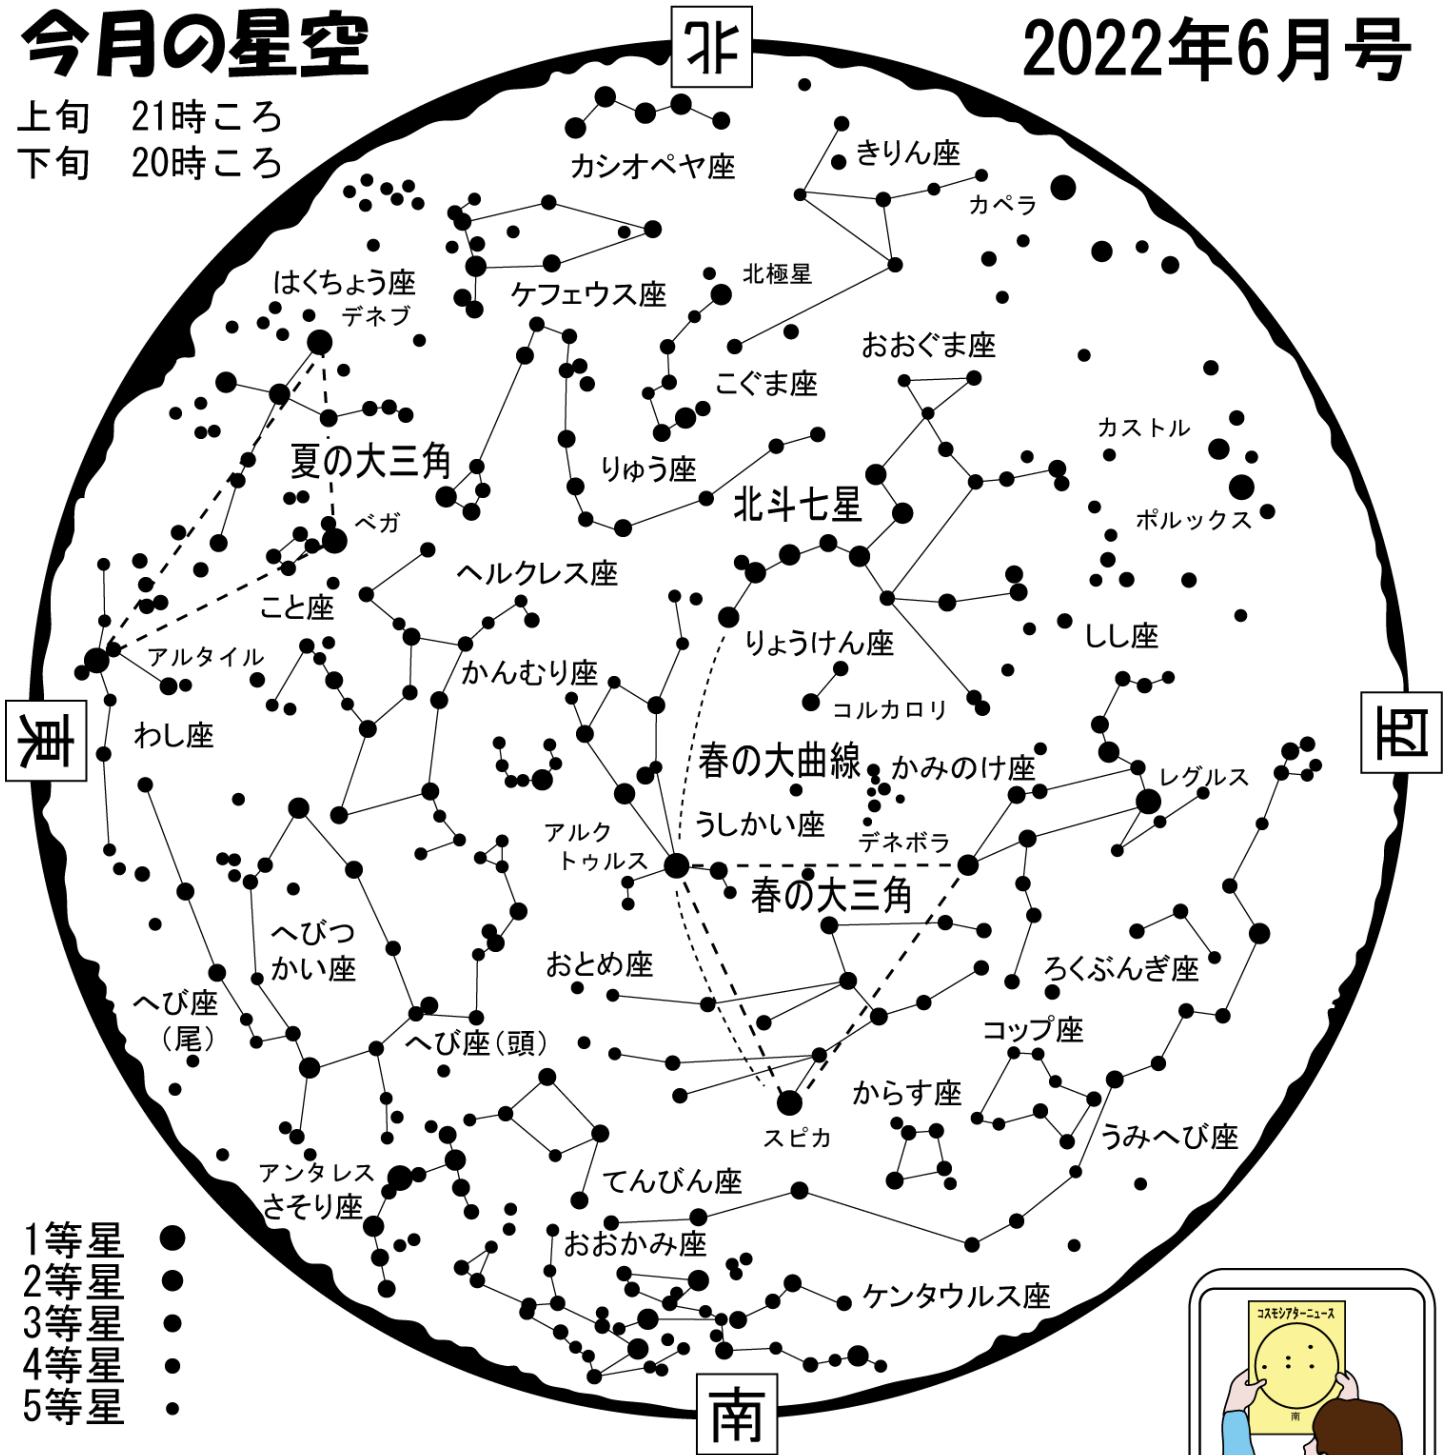 今月の星空
2022年6月号
上旬　21時ころ
下旬　20時ころ
北
カシオペヤ座
きりん座
カペラ
はくちょう座
デネブ
ケフェウス座
北極星
おおぐま座
こぐま座
カストル
夏の大三角
りゅう座
北斗七星
ポルックス
ベガ
ヘルクレス座
こと座
りょうけん座
しし座
アルタイル
かんむり座
コルカロリ
東
わし座
西
春の大曲線
かみのけ座
レグルス
うしかい座
アルク
トゥルス
デネボラ
春の大三角
へびつ
かい座
おとめ座
ろくぶんぎ座
へび座
（尾）
へび座（頭）
コップ座
からす座
スピカ
うみへび座
アンタレス
さそり座
てんびん座
おおかみ座
ケンタウルス座
1等星
2等星
3等星
4等星
5等星
南
コスモシアターニュース
南